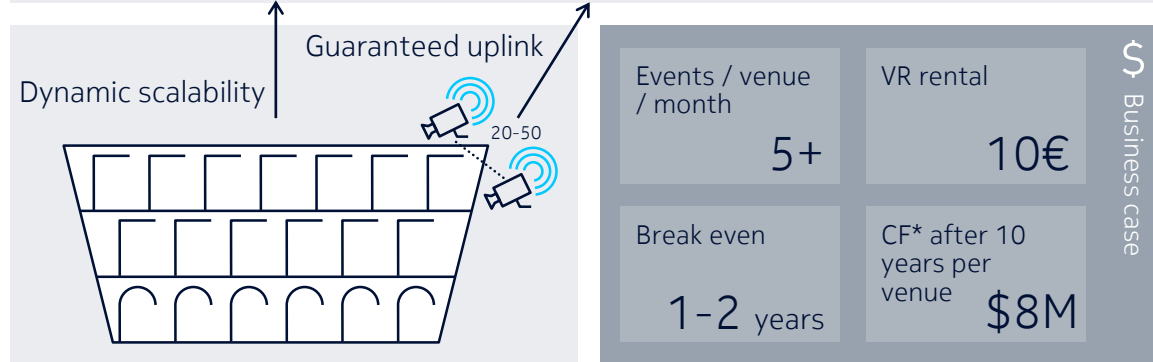 Guaranteed uplink
Dynamic scalability
20-50
Events / venue
/ month
5+
VR rental
10€
Break even
1-2 years
CF* after 10
years per
venue
$8M
$ Business case